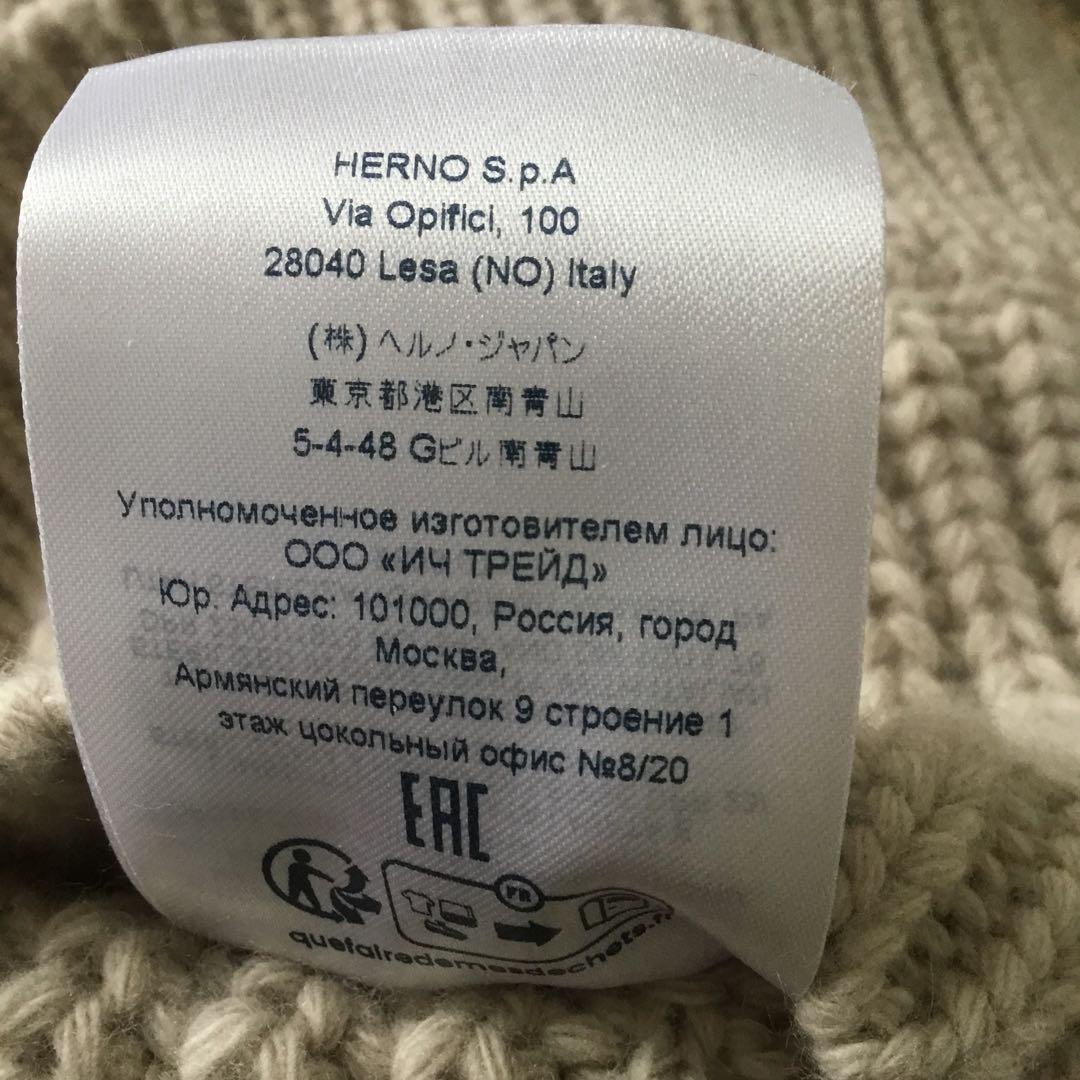 HERNO S.p.A
Via Opifici, 100
28040 Lesa (NO) Italy
(株) ヘルノ・ジャパン
東京都港区南青山
5-4-48 Gビル南青山
Уполномоченное изготовителем лицо:
ООО «ИЧ ТРЕЙД»
Юр. Адрес: 101000, Россия, город
Москва,
Армянский переулок 9 строение 1
этаж цокольный офис №8/20
EAC
FR
quefairedemesdechets.fr